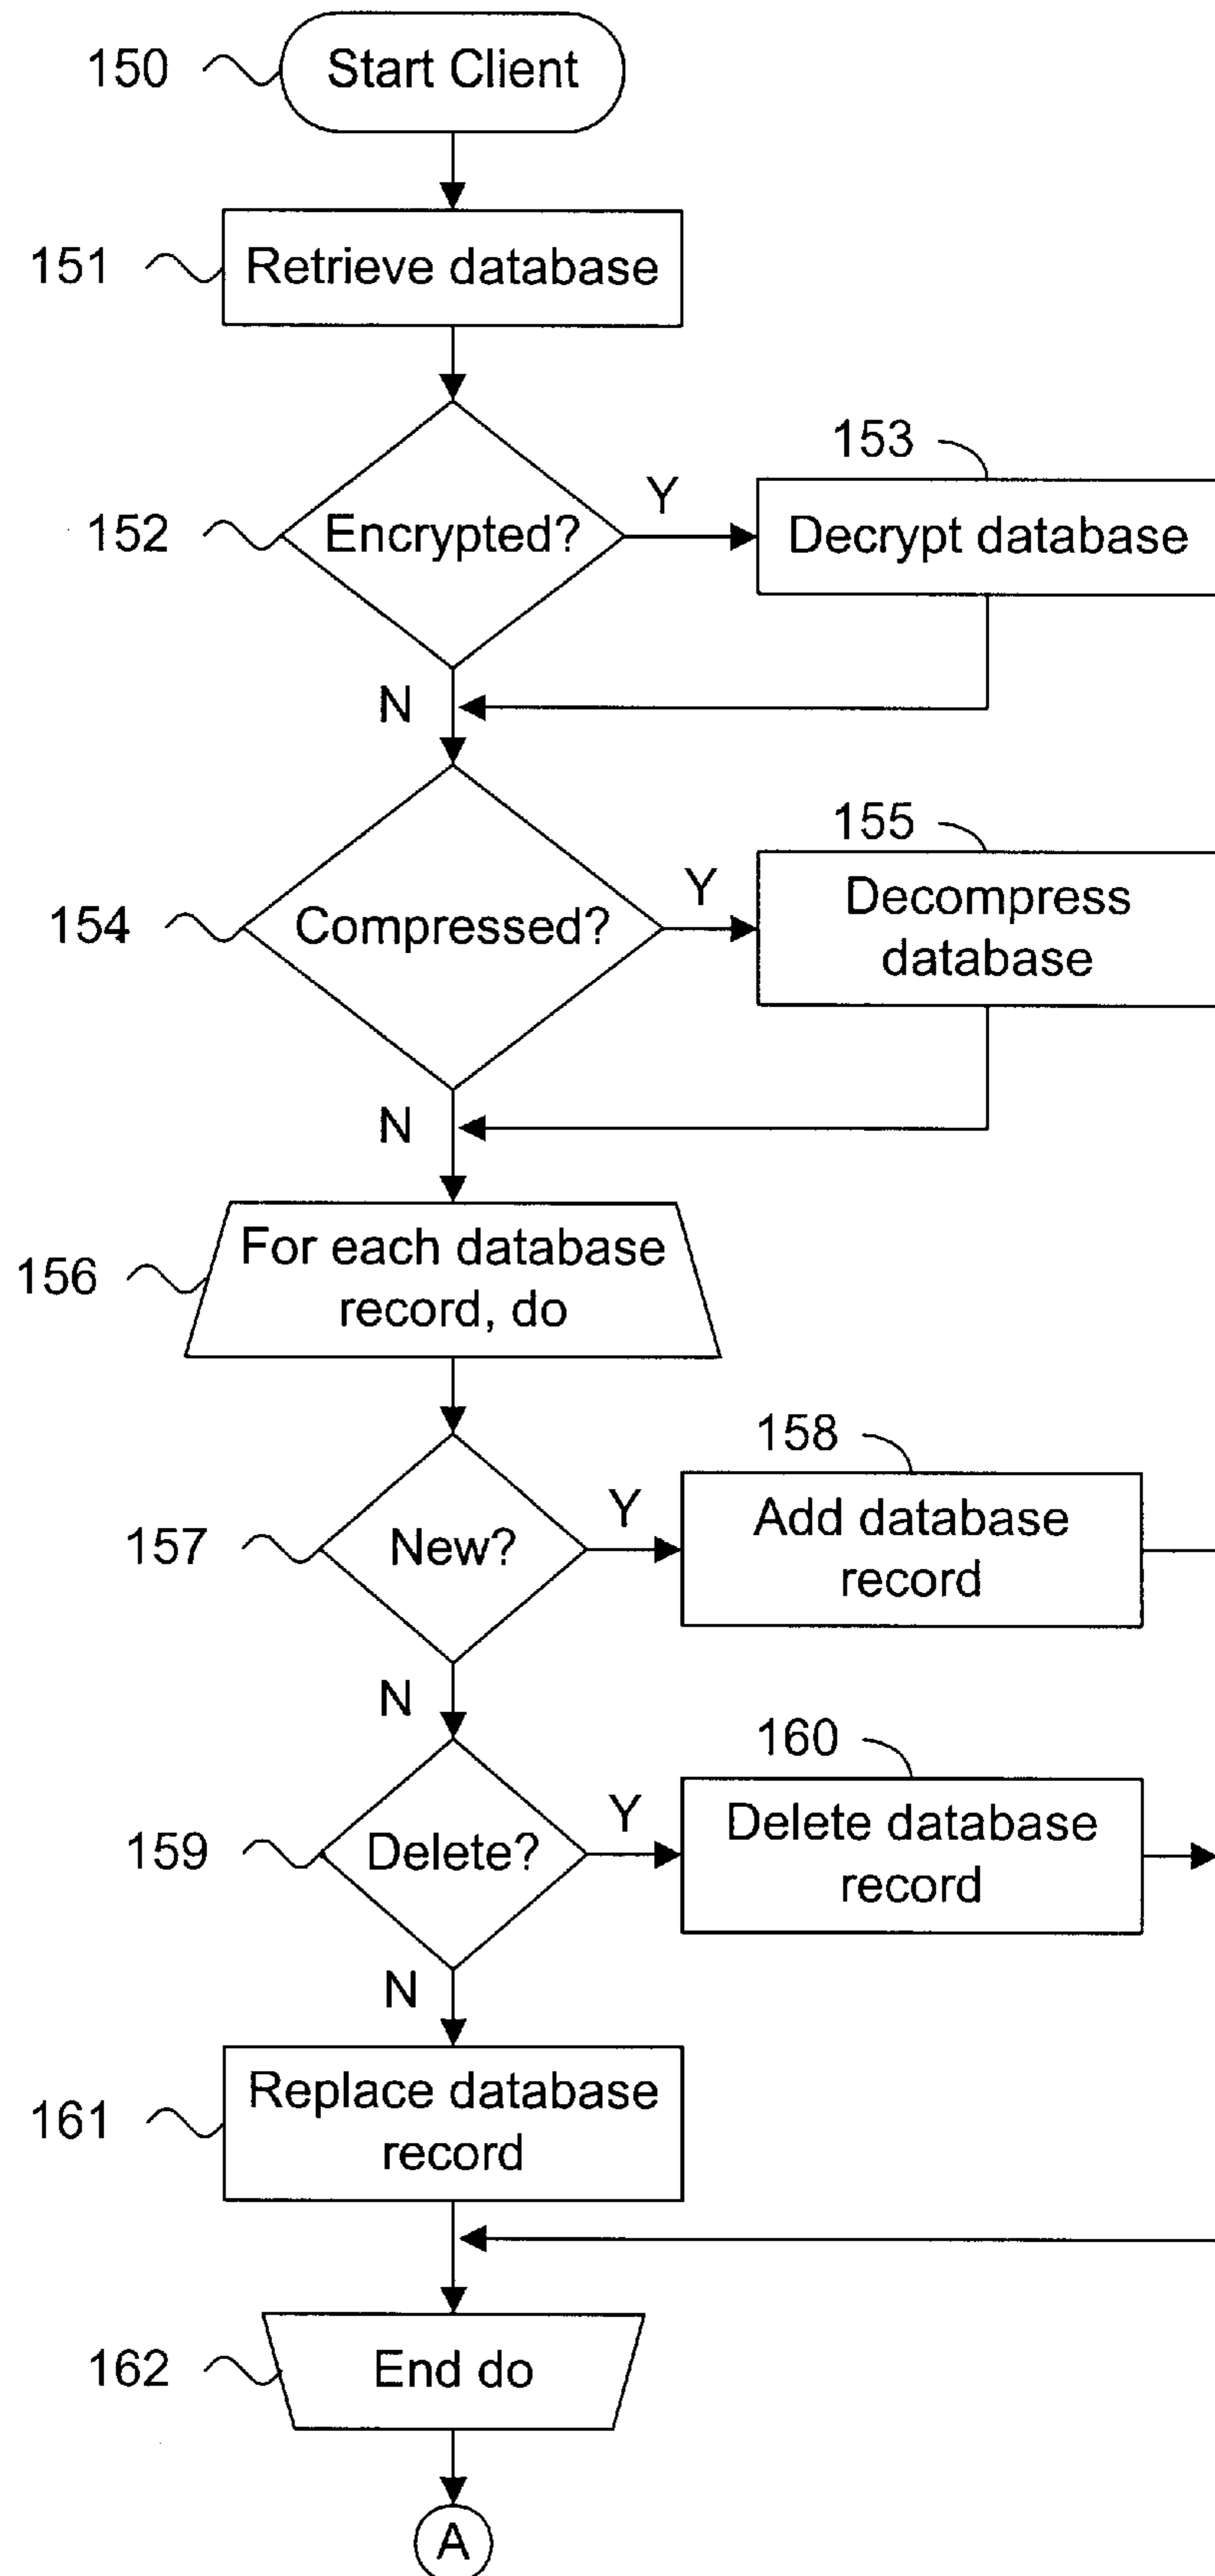 150
Start Client
151
Retrieve database
153
152
Encrypted?
Y
Decrypt database
N
155
154
Compressed?
Y
Decompress
database
N
156
For each database
record, do
158
157
New?
Y
Add database
record
N
160
159
Delete?
Y
Delete database
record
N
161
Replace database
record
162
End do
A